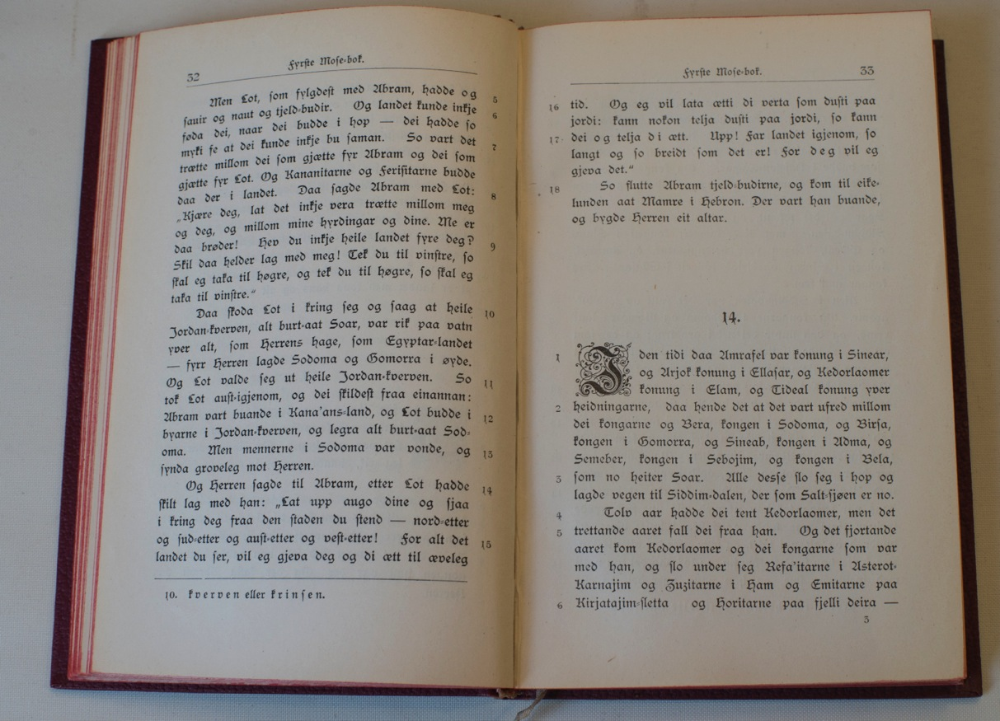 32
Fyrste Mose-bok.
Men Lot, som fylgdest med Abram, hadde og 5
sauir og naut og tjeld-budir. Og landet kunde inkje 6
føda dei, naar dei budde i hop — dei hadde so
myki fe at dei kunde inkje bu saman. So vart det 7
trætte millom dei som gjætte fyr Abram og dei som
gjætte fyr Lot. Og Kananitarne og Ferisitarne budde
daa der i landet. Daa sagde Abram med Lot: 8
„Kjære deg, lat det inkje vera trætte millom meg
og deg, og millom mine hyrdingar og dine. Me er
daa brøder! Hev du inkje heile landet fyre deg? 9
Skil daa helder lag med meg! Tek du til vinstre, so
skal eg taka til høgre, og tek du til høgre, so skal eg
taka til vinstre.“
Daa skoda Lot i kring seg og saag at heile 10
Jordan-kverven, alt burt-aat Soar, var rik paa vatn
yver alt, som Herrens hage, som Egyptar-landet
— fyrr Herren lagde Sodoma og Gomorra i øyde.
Og Lot valde seg ut heile Jordan-kverven. So 11
tok Lot aust-igjenom, og dei skildest fraa einannan:
Abram vart buande i Kana'ans-land, og Lot budde i 12
byarne i Jordan-kverven, og legra alt burt-aat Sod-
oma. Men mennerne i Sodoma var vonde, og 13
synda groveleg mot Herren.
Og Herren sagde til Abram, etter Lot hadde 14
skilt lag med han: „Lat upp augo dine og sjaa
i kring deg fraa den staden du stend — nord-etter
og sud-etter og aust-etter og vest-etter! For alt det 15
landet du ser, vil eg gjeva deg og di ætt til æveleg
10. kverven eller krinsen.
Fyrste Mose-bok.
33
16 tid. Og eg vil lata ætti di verta som dusti paa
jordi: kann nokon telja dusti paa jordi, so kann
17 dei og telja di ætt. Upp! Far landet igjenom, so
langt og so breidt som det er! For deg vil eg
gjeva det.“
18 So flutte Abram tjeld-budirne, og kom til eike-
lunden aat Mamre i Hebron. Der vart han buande,
og bygde Herren eit altar.
14.
1 I den tidi daa Amrafel var konung i Sinear,
og Arjok konung i Ellasar, og Kedorlaomer
konung i Elam, og Tideal konung yver
2 heidningarne, daa hende det at det vart ufred millom
dei kongarne og Bera, kongen i Sodoma, og Birsa,
kongen i Gomorra, og Sineab, kongen i Adma, og
Semeber, kongen i Sebojim, og kongen i Bela,
3 som no heiter Soar. Alle desse slo seg i hop og
lagde vegen til Siddim-dalen, der som Salt-sjøen er no.
4 Tolv aar hadde dei tent Kedorlaomer, men det
5 trettande aaret fall dei fraa han. Og det fjortande
aaret kom Kedorlaomer og dei kongarne som var
med han, og slo under seg Refa'itarne i Asterot-
Karnajim og Zuzitarne i Ham og Emitarne paa
6 Kirjatajim-sletta og Horitarne paa fjelli deira —
3